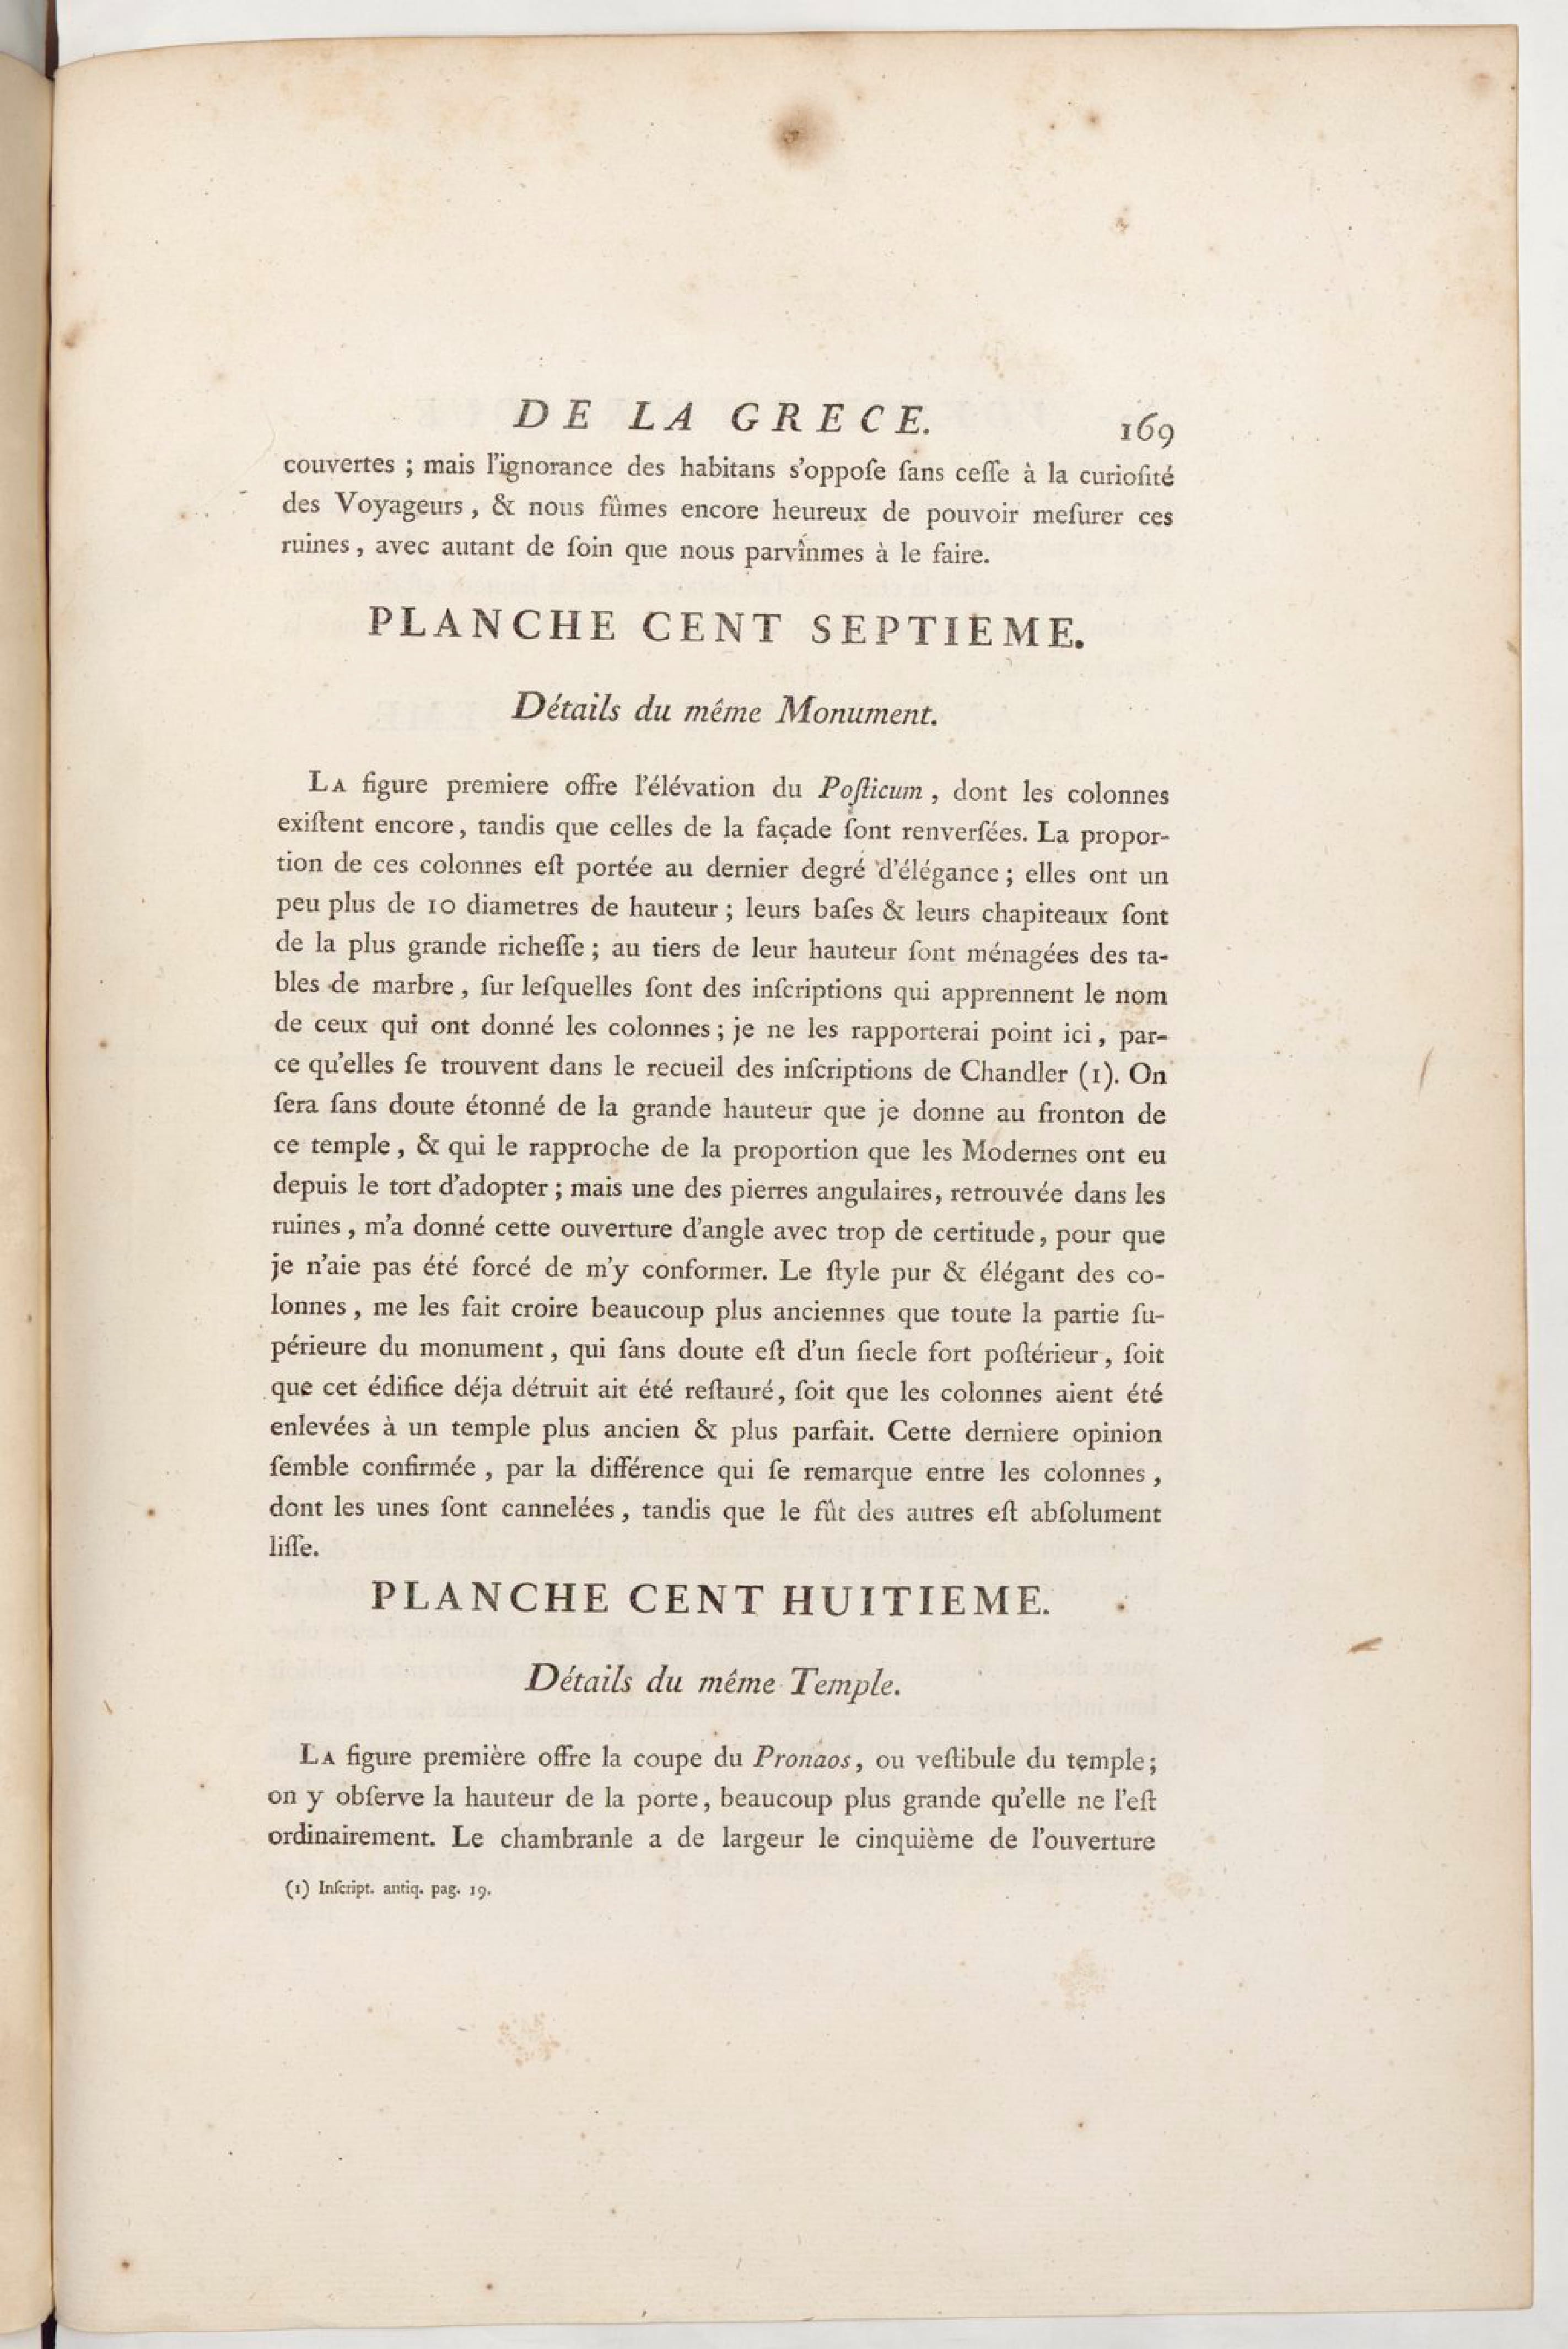 DE LA GRECE. 169
couvertes ; mais l'ignorance des habitans s'oppoſe ſans ceſſe à la curioſité
des Voyageurs, & nous fûmes encore heureux de pouvoir meſurer ces
ruines, avec autant de ſoin que nous parvînmes à le faire.
PLANCHE CENT SEPTIEME.
Détails du même Monument.
LA figure premiere offre l'élévation du Poſticum, dont les colonnes
exiſtent encore, tandis que celles de la façade ſont renverſées. La propor-
tion de ces colonnes eſt portée au dernier degré d'élégance ; elles ont un
peu plus de 10 diametres de hauteur ; leurs baſes & leurs chapiteaux ſont
de la plus grande richeſſe ; au tiers de leur hauteur ſont ménagées des ta-
bles de marbre, ſur leſquelles ſont des inſcriptions qui apprennent le nom
de ceux qui ont donné les colonnes ; je ne les rapporterai point ici, par-
ce qu'elles ſe trouvent dans le recueil des inſcriptions de Chandler (1). On
ſera ſans doute étonné de la grande hauteur que je donne au fronton de
ce temple, & qui le rapproche de la proportion que les Modernes ont eu
depuis le tort d'adopter ; mais une des pierres angulaires, retrouvée dans les
ruines, m'a donné cette ouverture d'angle avec trop de certitude, pour que
je n'aie pas été forcé de m'y conformer. Le ſtyle pur & élégant des co-
lonnes, me les fait croire beaucoup plus anciennes que toute la partie ſu-
périeure du monument, qui ſans doute eſt d'un ſiecle fort poſtérieur, ſoit
que cet édifice déja détruit ait été reſtauré, ſoit que les colonnes aient été
enlevées à un temple plus ancien & plus parfait. Cette derniere opinion
ſemble confirmée, par la différence qui ſe remarque entre les colonnes,
dont les unes ſont cannelées, tandis que le fût des autres eſt abſolument
liſſe.
PLANCHE CENT HUITIEME.
Détails du même Temple.
LA figure première offre la coupe du Pronaos, ou veſtibule du temple ;
on y obſerve la hauteur de la porte, beaucoup plus grande qu'elle ne l'eſt
ordinairement. Le chambranle a de largeur le cinquième de l'ouverture
(1) Inſcript. antiq. pag. 19.